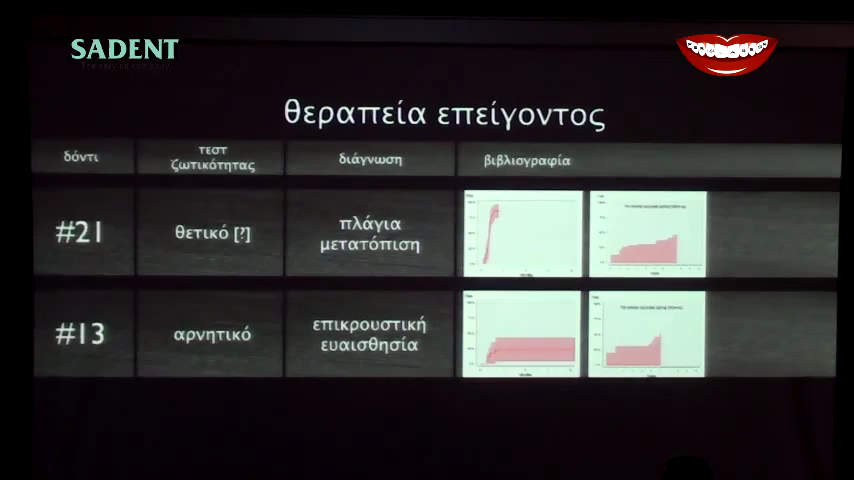 SADENT
θεραπεία επείγοντος
δόντι
τεστ
ζωτικότητας
διάγνωση
βιβλιογραφία
#21
θετικό [?]
πλάγια
μετατόπιση
#13
αρνητικό
επικρουστική
ευαισθησία